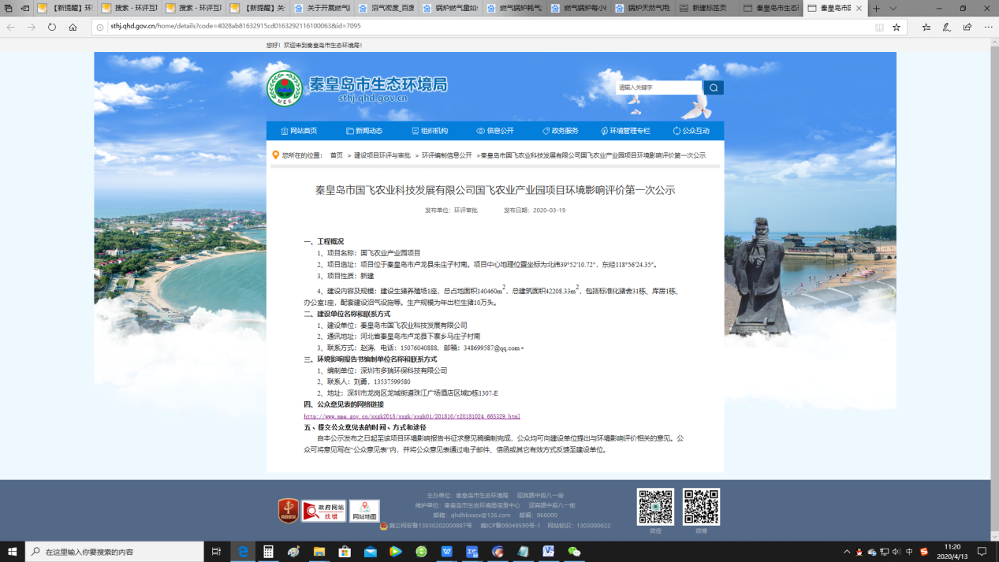 【新提醒】环
搜索 - 环评互
搜索 - 环评互
【新提醒】关
关于开展燃气
沼气密度_百度
锅炉燃气量如
燃气锅炉耗气
燃气锅炉每小
锅炉天然气用
新建标签页
秦皇岛市生态
秦皇岛市
sthj.qhd.gov.cn/home/details?code=4028ab81632915cd0163292116100063&id=7095
您好！欢迎来到秦皇岛市生态环境局！
秦皇岛市生态环境局
sthj.qhd.gov.cn
请输入关键字
网站首页 新闻动态 组织机构 信息公开 政务服务 环境管理专栏 公众互动
您所在的位置： 首页 > 建设项目环评与审批 > 环评编制信息公开 >秦皇岛市国飞农业科技发展有限公司国飞农业产业园项目环境影响评价第一次公示
秦皇岛市国飞农业科技发展有限公司国飞农业产业园项目环境影响评价第一次公示
发布单位：环评审批 发布日期：2020-03-19
一、工程概况
1、项目名称：国飞农业产业园项目
2、项目选址：项目位于秦皇岛市卢龙县朱庄子村南。项目中心地理位置坐标为北纬39°52'10.72"，东经118°56'24.35"。
3、项目性质：新建
4、建设内容及规模：建设生猪养殖场1座，总占地面积140460m2，总建筑面积42208.33m2，包括标准化猪舍31栋、库房1栋、
办公室1座，配套建设沼气设施等。生产规模为年出栏生猪10万头。
二、建设单位名称和联系方式
1、建设单位：秦皇岛市国飞农业科技发展有限公司
2、通讯地址：河北省秦皇岛市卢龙县下寨乡马庄子村南
3、联系方式：赵涛，电话：15076040888，邮箱：348699587@qq.com。
三、环境影响报告书编制单位名称和联系方式
1、编制单位：深圳市多瑞环保科技有限公司
2、联系人：刘勇，13537599580
2、地址：深圳市龙岗区龙城街道珠江广场酒店区域D栋1307-E
四、公众意见表的网络链接
http://www.mee.gov.cn/xxgk2018/xxgk/xxgk01/201810/t20181024_665329.html
五、提交公众意见表的时间、方式和途径
自本公示发布之日起至该项目环境影响报告书征求意见稿编制完成，公众均可向建设单位提出与环境影响评价相关的意见。公
众可将意见写在"公众意见表"内，并将公众意见表通过电子邮件、信函或其它有效方式反馈至建设单位。
政府网站
找错
网站地图
主办单位：秦皇岛市生态环境局 迎宾路中段八一街
维护单位：秦皇岛市生态环境局信息中心 迎宾路中段八一街
邮箱：qhdhbxxzx@126.com 邮编：066000
冀公网安备13030202000887号 冀ICP备09049590号-1 网站标识：1303000022
微信
微博
在这里输入你要搜索的内容
中
11:20
2020/4/13